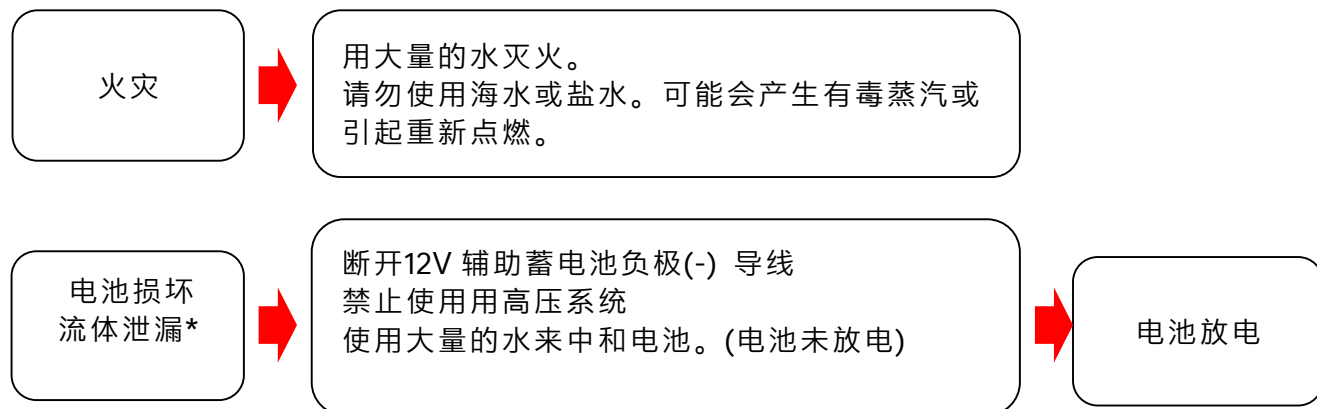 火灾
用大量的水灭火。
请勿使用海水或盐水。可能会产生有毒蒸汽或
引起重新点燃。
电池损坏
流体泄漏*
断开12V 辅助蓄电池负极(-) 导线
禁止使用用高压系统
使用大量的水来中和电池。(电池未放电)
电池放电